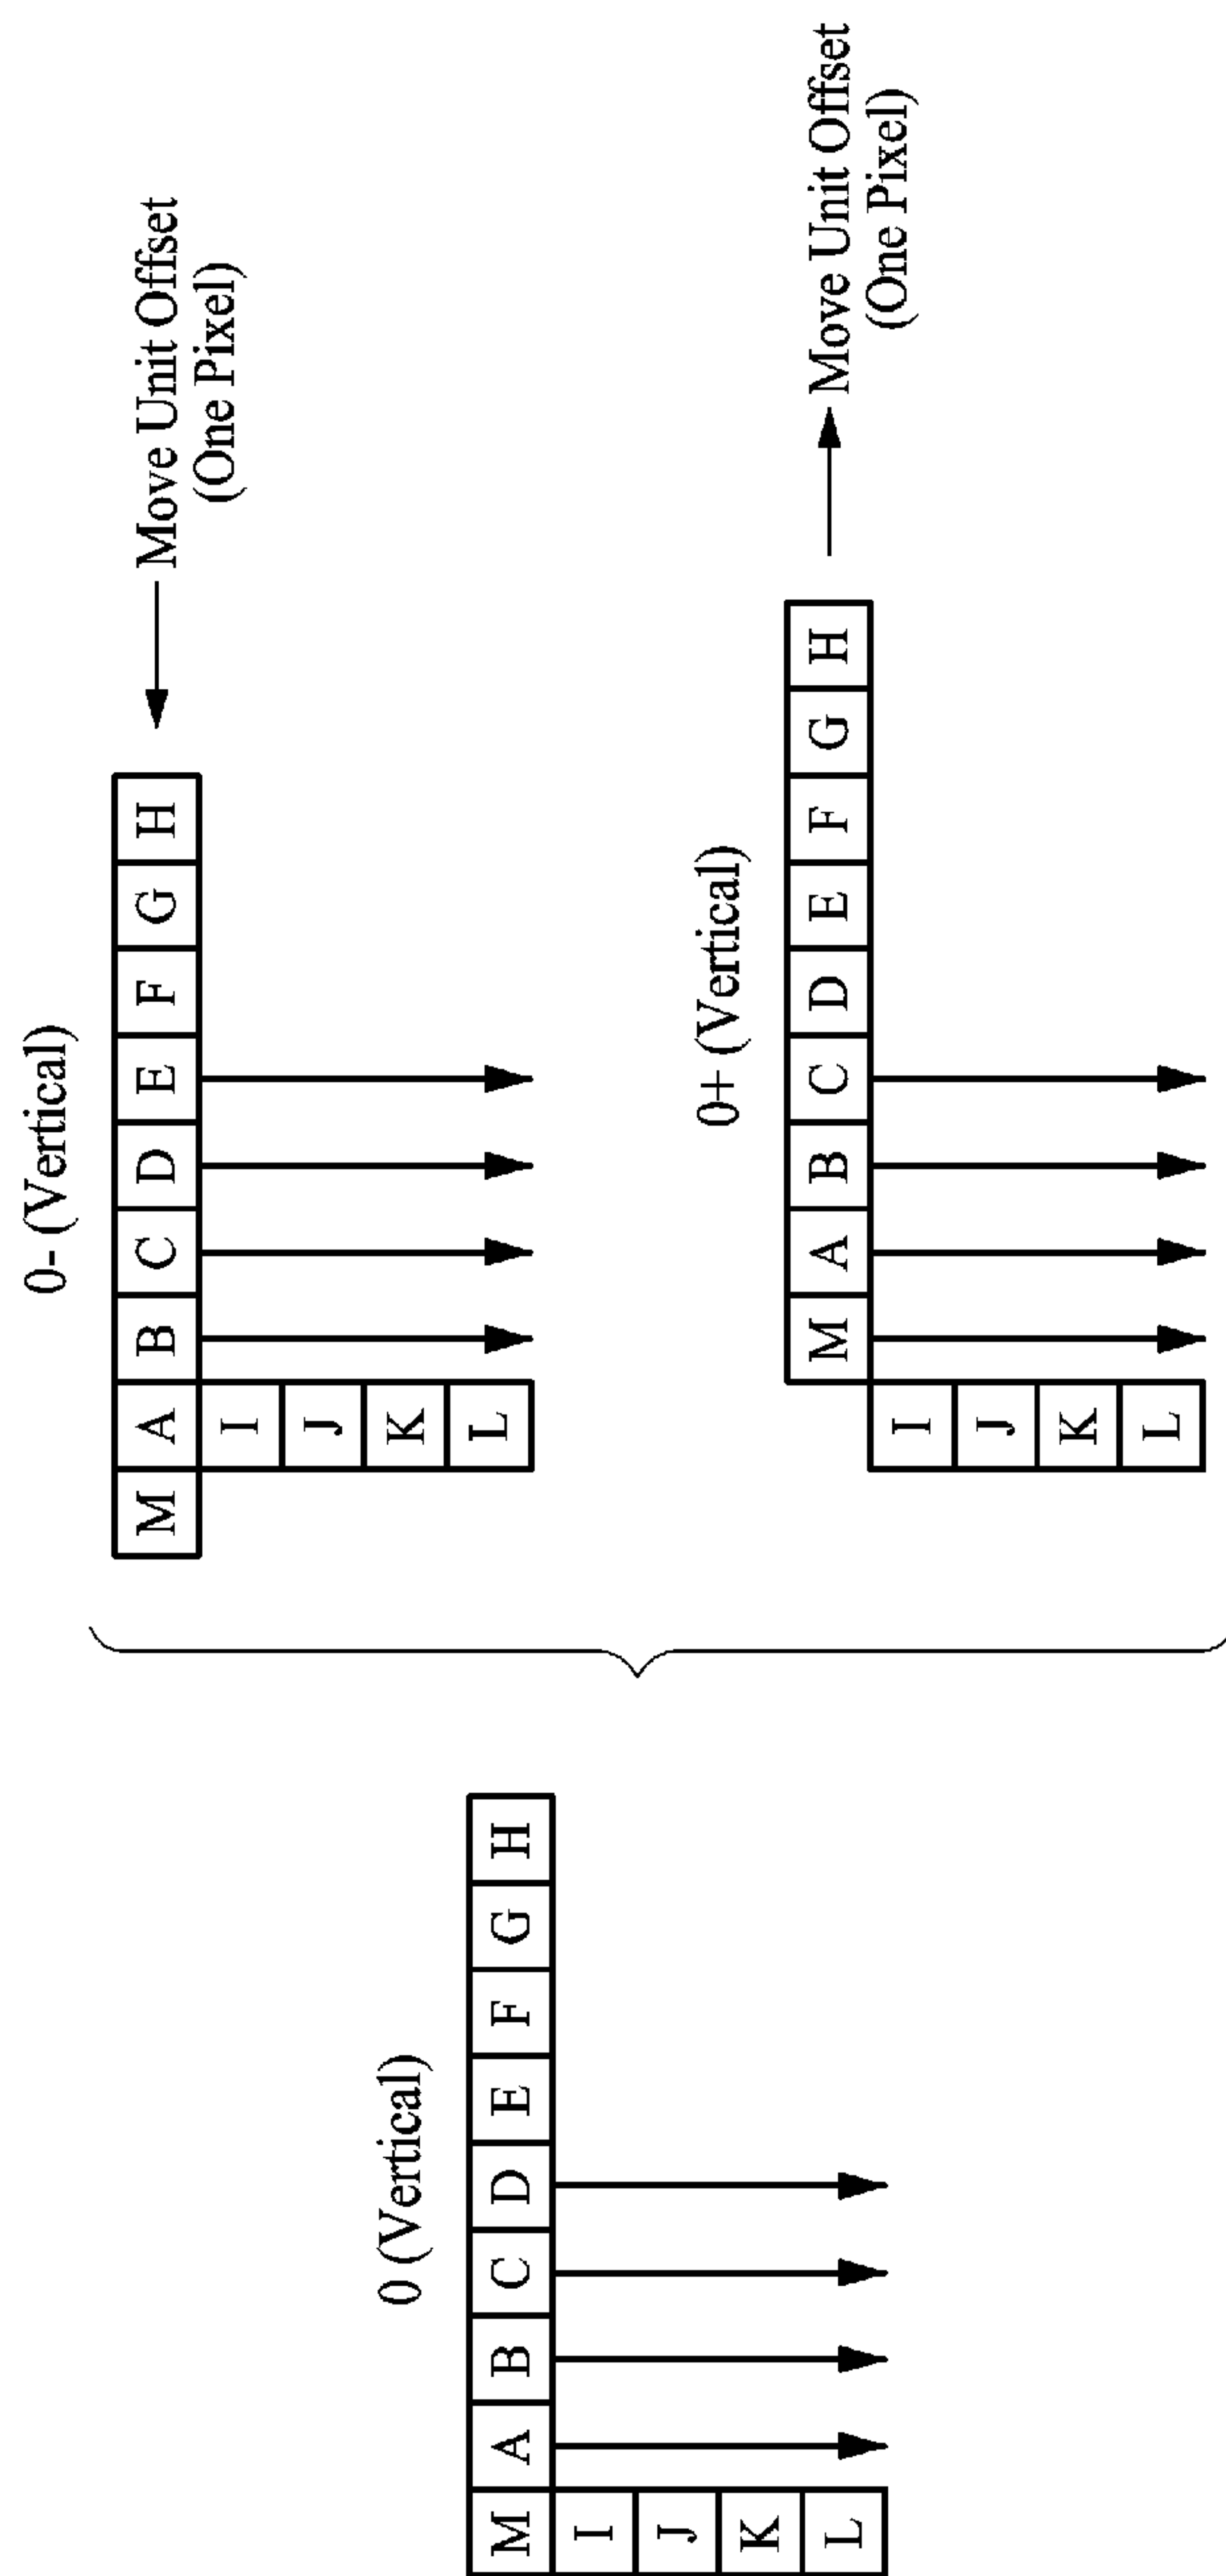 0 (Vertical)
M A B C D E F G H
I
J
K
L
0- (Vertical)
M A B C D E F G H
I
J
K
L
Move Unit Offset
(One Pixel)
0+ (Vertical)
M A B C D E F G H
I
J
K
L
Move Unit Offset
(One Pixel)